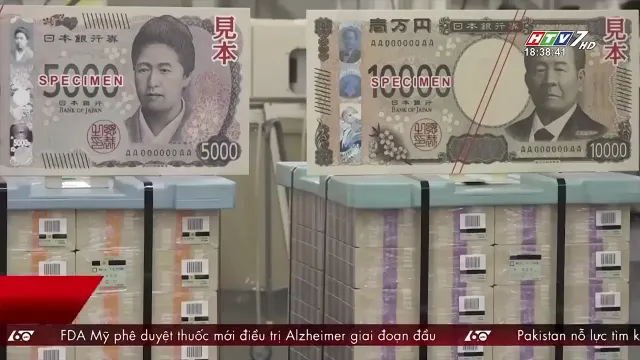 HTV7 HD
18:38:41
日本銀行券
見本
5000
SPECIMEN
日本銀行
BANK OF JAPAN
AA000000AA
5000
壱万円
日本銀行券
見本
AA000000AA
10000
SPECIMEN
日本銀行
BANK OF JAPAN
AA000000AA
10000
60 FDA Mỹ phê duyệt thuốc mới điều trị Alzheimer giai đoạn đầu 60 Pakistan nỗ lực tìm k